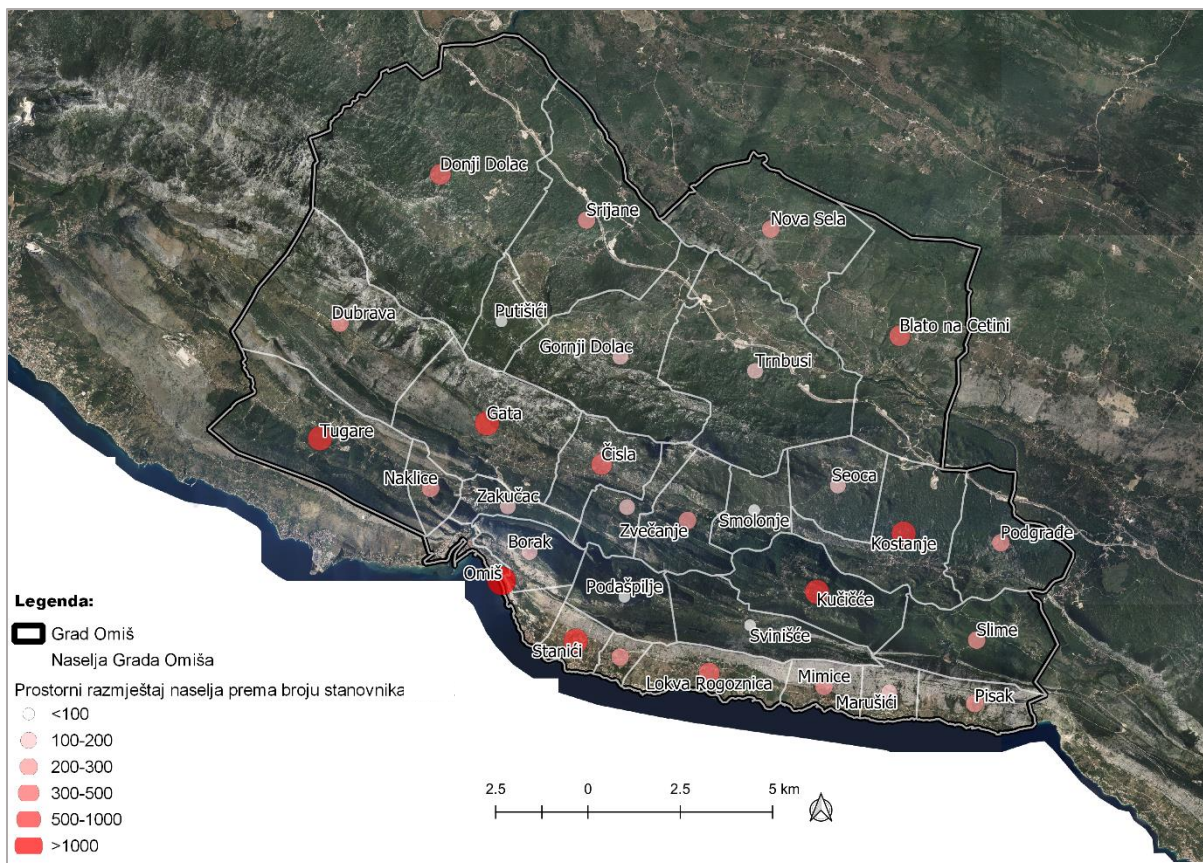 Donji Dolac
Srijane
Nova Sela
Dubrava
Putišići
Blato na Cetini
Gornji Dolac
Trnbusi
Gata
Tugare
Čisla
Naklice
Seoca
Zakučac
Zvečanje
Smolonje
Kostanje
Podgrađe
Borak
Omiš
Podašpilje
Kučišće
Svinišće
Slime
Stanići
Lokva Rogoznica
Mimice
Marušići
Pisak
Legenda:
Grad Omiš
Naselja Grada Omiša
Prostorni razmještaj naselja prema broju stanovnika
<100
100-200
200-300
300-500
500-1000
>1000
2.5 0 2.5 5 km